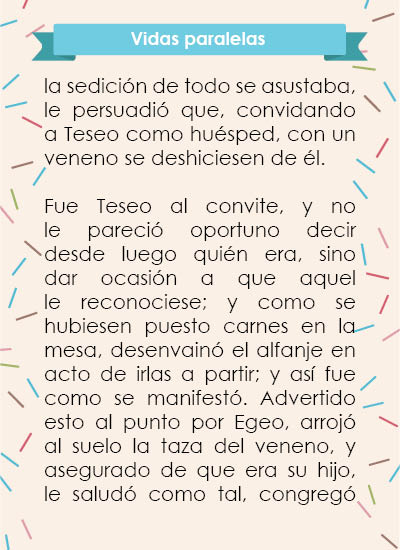 Vidas paralelas
la sedición de todo se asustaba,
le persuadió que, convidando
a Teseo como huésped, con un
veneno se deshiciesen de él.
Fue Teseo al convite, y no
le pareció oportuno decir
desde luego quién era, sino
dar ocasión a que aquel
le reconociese; y como se
hubiesen puesto carnes en la
mesa, desenvainó el alfanje en
acto de irlas a partir; y así fue
como se manifestó. Advertido
esto al punto por Egeo, arrojó
al suelo la taza del veneno, y
asegurado de que era su hijo,
le saludó como tal, congregó